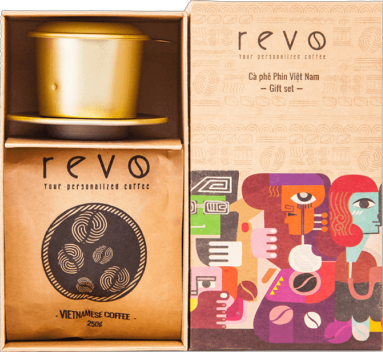 revo
Your personalized coffee
- VIETNAMESE COFFEE -
250g
revo
Your personalized coffee
Cà phê Phin Việt Nam
— Gift set —